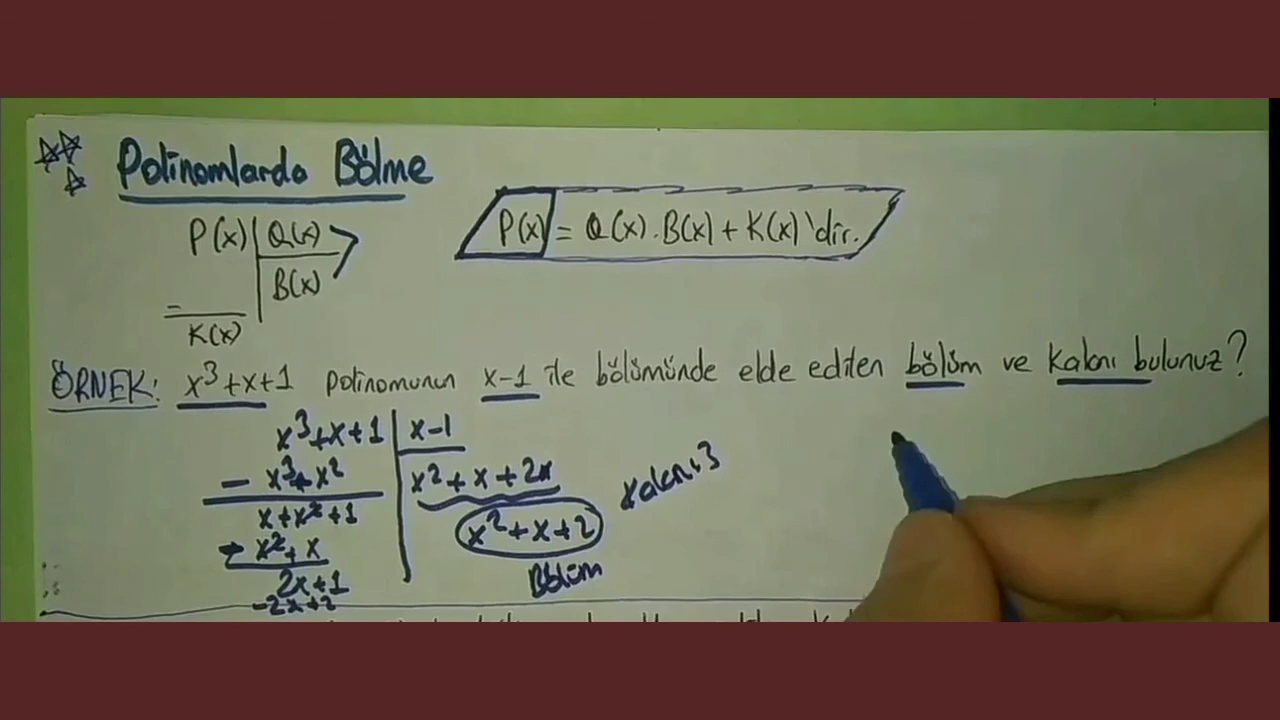 Polinomlarda Bölme
P(x) Q(x)
B(x)
-
K(x)
P(x) = Q(x).B(x) + K(x)'dir.
ÖRNEK: x³+x+1 polinomunun x-1 ile bölümünde elde edilen bölüm ve kalanı bulunuz?
x³+x+1 x-1
- x³+x² x²+x+2x
x+x²+1 x²+x+2
- x²+x Bölüm
2x+1
-2x+2
Kalanı 3